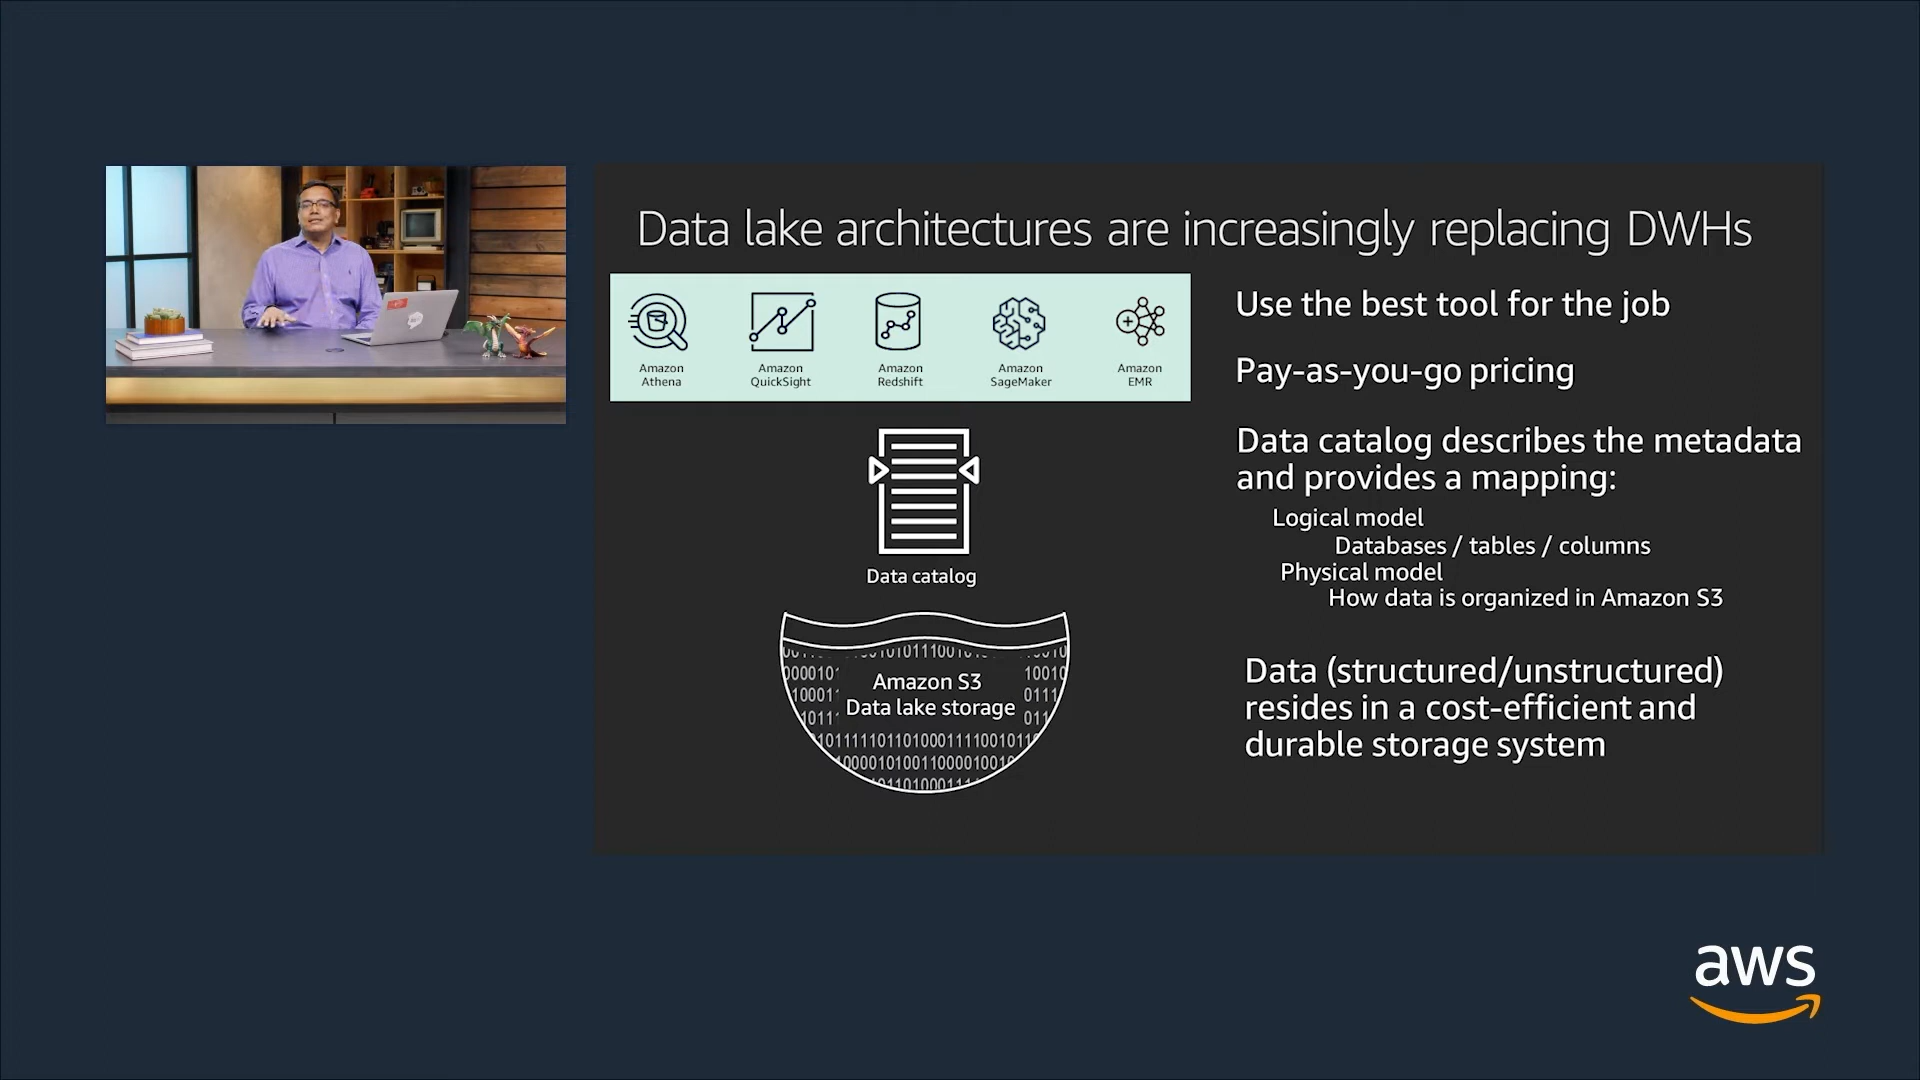 Data lake architectures are increasingly replacing DWHs
Amazon
Athena
Amazon
QuickSight
Amazon
Redshift
Amazon
SageMaker
Amazon
EMR
Data catalog
Amazon S3
Data lake storage
Use the best tool for the job
Pay-as-you-go pricing
Data catalog describes the metadata
and provides a mapping:
Logical model
Databases / tables / columns
Physical model
How data is organized in Amazon S3
Data (structured/unstructured)
resides in a cost-efficient and
durable storage system
aws